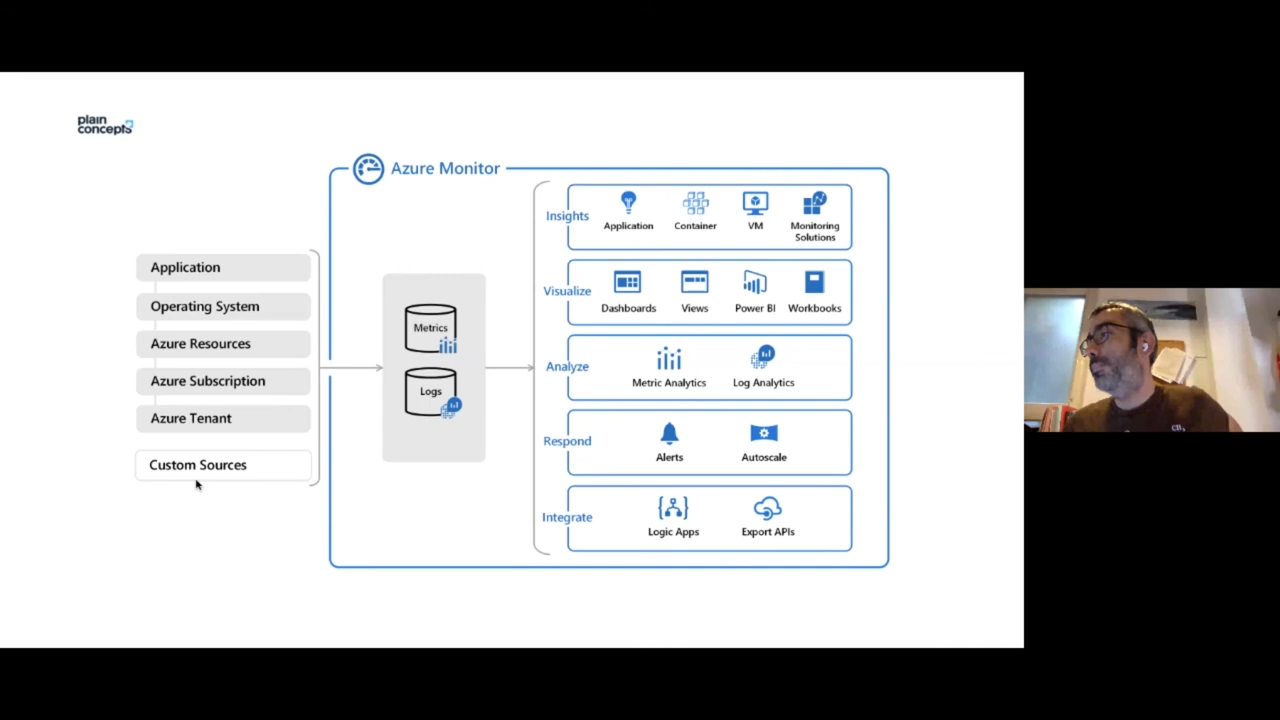 plain
concepts
Azure Monitor
Application
Operating System
Azure Resources
Azure Subscription
Azure Tenant
Custom Sources
Metrics
Logs
Insights
Application
Container
VM
Monitoring
Solutions
Visualize
Dashboards
Views
Power BI
Workbooks
Analyze
Metric Analytics
Log Analytics
Respond
Alerts
Autoscale
Integrate
Logic Apps
Export APIs